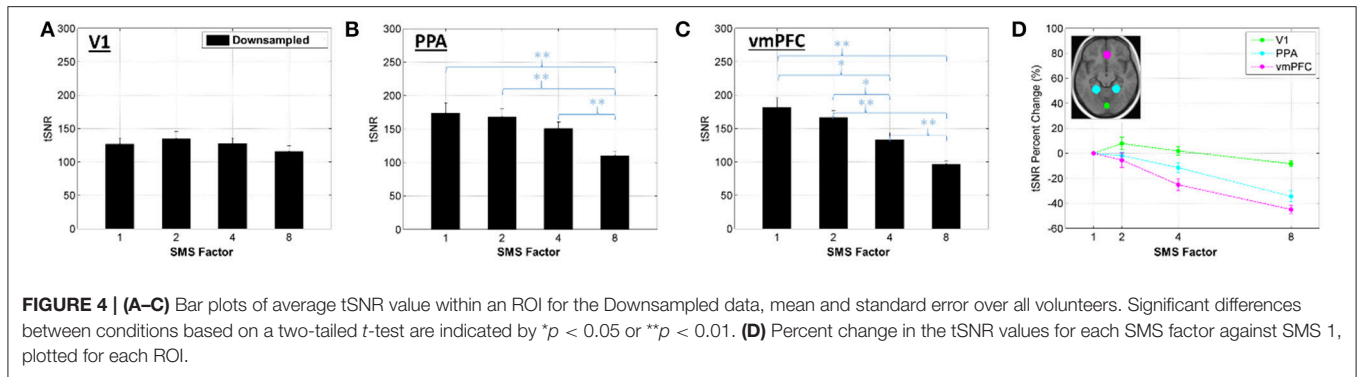 A
V1
Downsampled
300
250
200
150
100
50
0
tSNR
1 2 4 8
SMS Factor
B
PPA
300
250
200
150
100
50
0
tSNR
** 
**
**
1 2 4 8
SMS Factor
C
vmPFC
300
250
200
150
100
50
0
tSNR
**
*
*
**
**
1 2 4 8
SMS Factor
D
V1
PPA
vmPFC
100
80
60
40
20
0
-20
-40
-60
tSNR Percent Change (%)
1 2 4 8
SMS Factor
FIGURE 4 | (A–C) Bar plots of average tSNR value within an ROI for the Downsampled data, mean and standard error over all volunteers. Significant differences
between conditions based on a two-tailed t-test are indicated by *p < 0.05 or **p < 0.01. (D) Percent change in the tSNR values for each SMS factor against SMS 1,
plotted for each ROI.